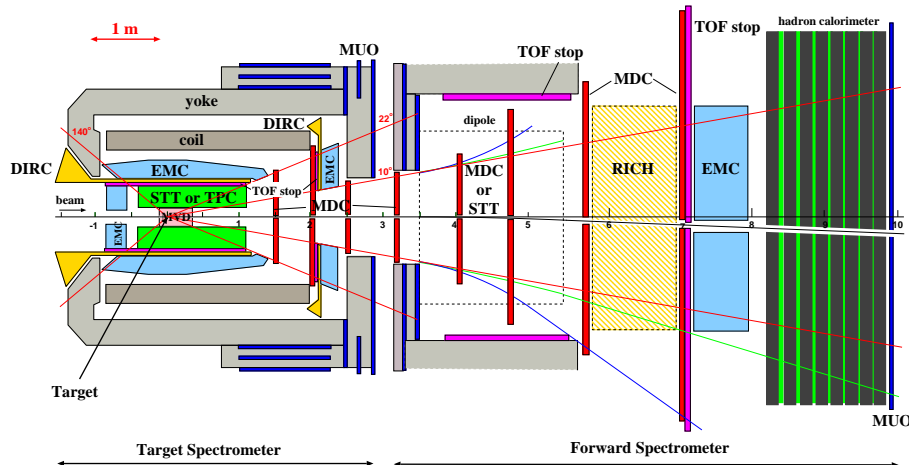 1 m
MUO
TOF stop
TOF stop
hadron calorimeter
MDC
yoke
DIRC
22°
dipole
140°
coil
DIRC
EMC
EMC
10°
MDC
or
STT
RICH
EMC
TOF stop
STT or TPC
MDC
beam
-1
1
2
3
4
5
6
7
8
9
10
EMC
Target
MUO
Target Spectrometer
Forward Spectrometer